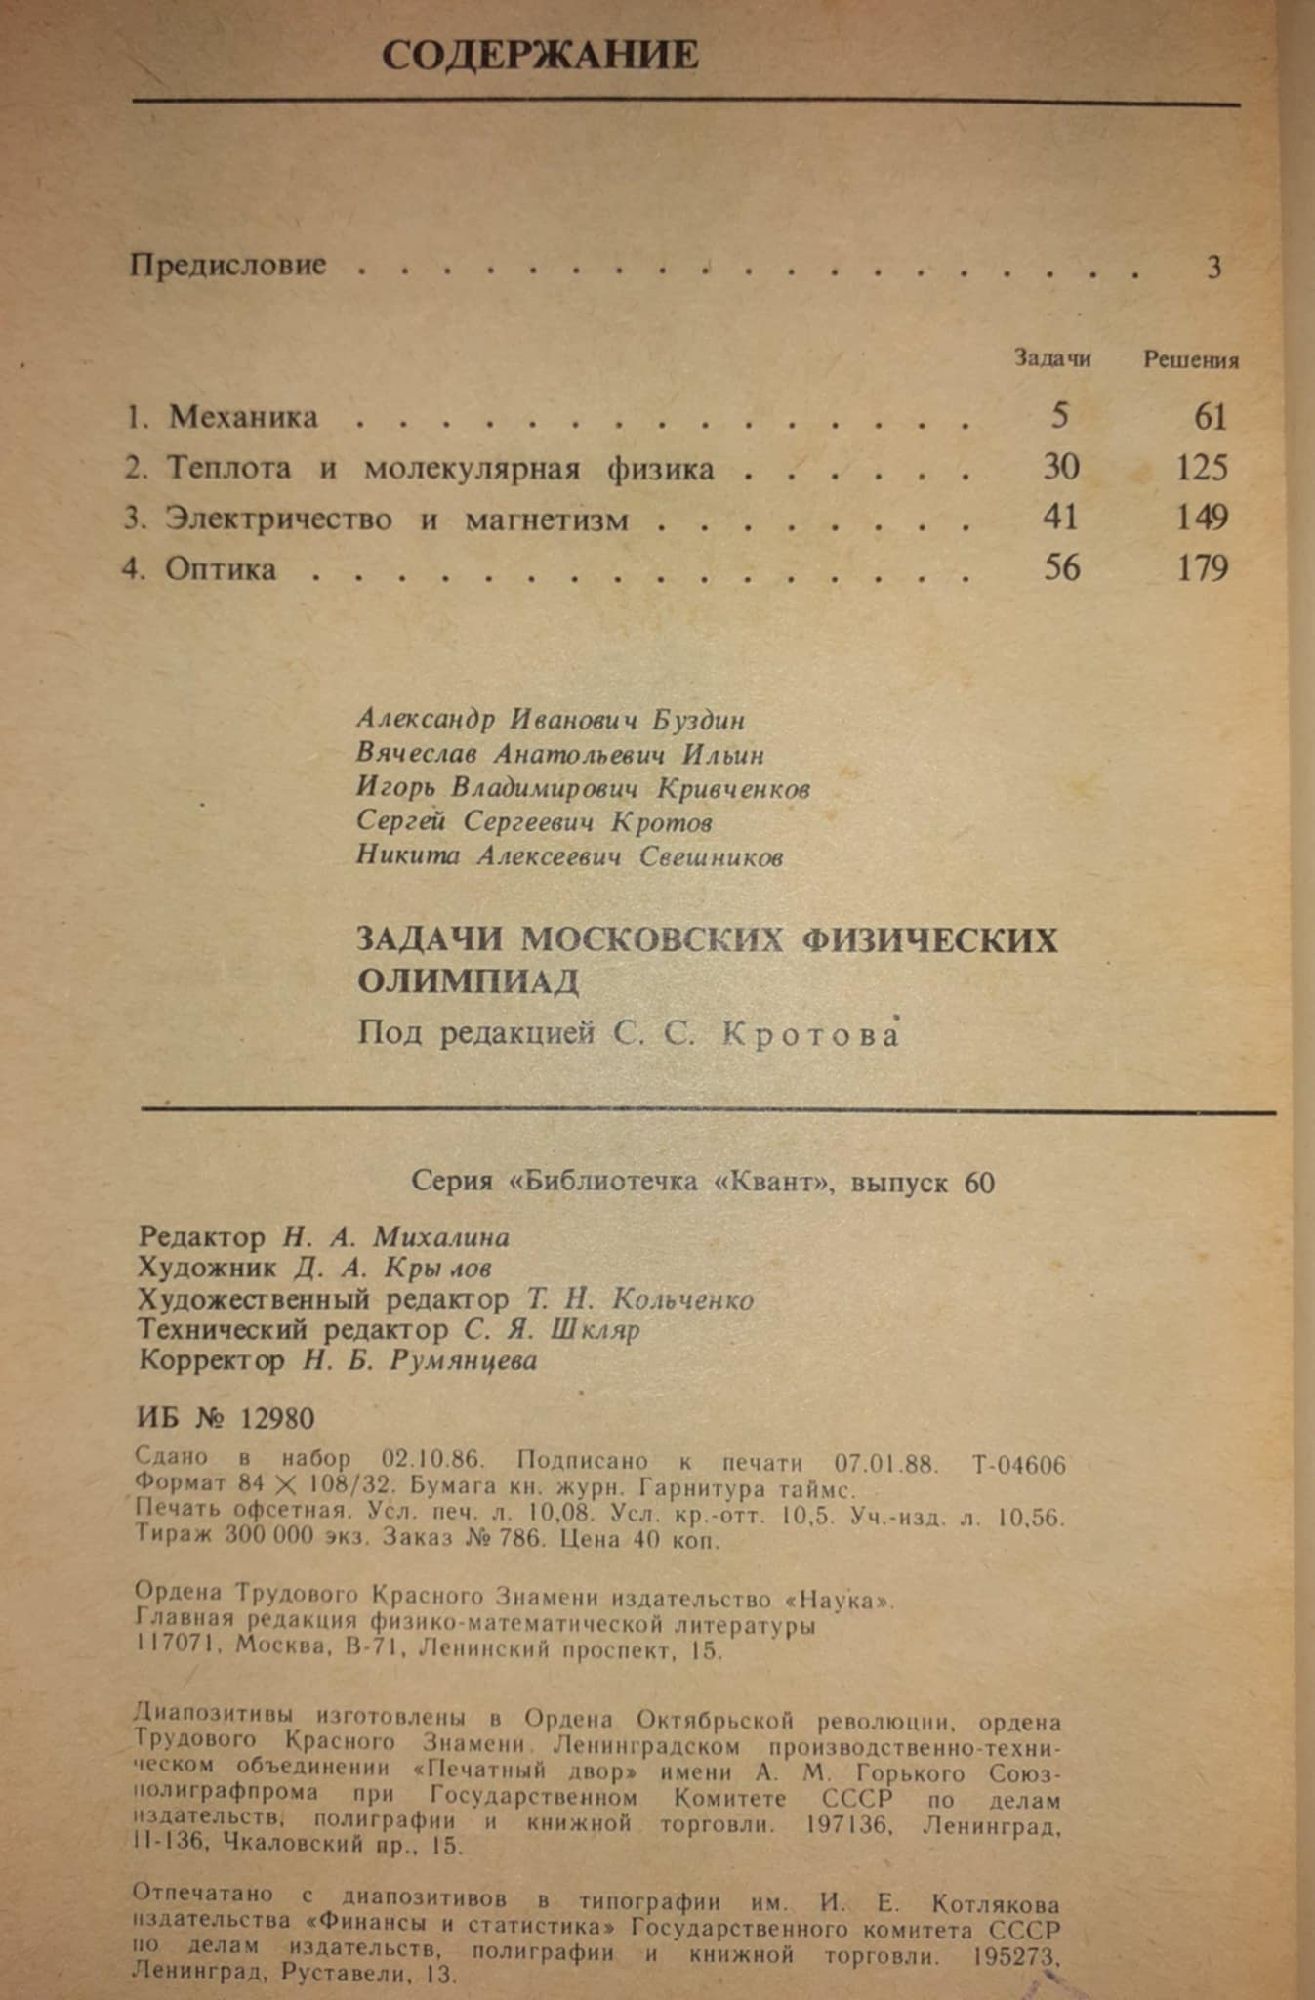 СОДЕРЖАНИЕ
Предисловие . . . . . . . . . . . . . . . . . . . 3
Задачи Решения
1. Механика . . . . . . . . . . . . . . . 5 61
2. Теплота и молекулярная физика . . . . . . 30 125
3. Электричество и магнетизм . . . . . . . . 41 149
4. Оптика . . . . . . . . . . . . . . . . 56 179
Александр Иванович Буздин
Вячеслав Анатольевич Ильин
Игорь Владимирович Кривченков
Сергей Сергеевич Кротов
Никита Алексеевич Свешников
ЗАДАЧИ МОСКОВСКИХ ФИЗИЧЕСКИХ
ОЛИМПИАД
Под редакцией С. С. Кротова
Серия «Библиотечка «Квант», выпуск 60
Редактор Н. А. Михалина
Художник Д. А. Крылов
Художественный редактор Т. Н. Кольченко
Технический редактор С. Я. Шкляр
Корректор Н. Б. Румянцева
ИБ № 12980
Сдано в набор 02.10.86. Подписано к печати 07.01.88. Т-04606
Формат 84 × 108/32. Бумага кн. журн. Гарнитура таймс.
Печать офсетная. Усл. печ. л. 10,08. Усл. кр.-отт. 10,5. Уч.-изд. л. 10,56.
Тираж 300 000 экз. Заказ № 786. Цена 40 коп.
Ордена Трудового Красного Знамени издательство «Наука».
Главная редакция физико-математической литературы
117071, Москва, В-71, Ленинский проспект, 15.
Диапозитивы изготовлены в Ордена Октябрьской революции, ордена
Трудового Красного Знамени Ленинградском производственно-техни-
ческом объединении «Печатный двор» имени А. М. Горького Союз-
полиграфпрома при Государственном Комитете СССР по делам
издательств, полиграфии и книжной торговли. 197136, Ленинград,
П-136, Чкаловский пр., 15.
Отпечатано с диапозитивов в типографии им. И. Е. Котлякова
издательства «Финансы и статистика» Государственного комитета СССР
по делам издательств, полиграфии и книжной торговли. 195273,
Ленинград, Руставели, 13.